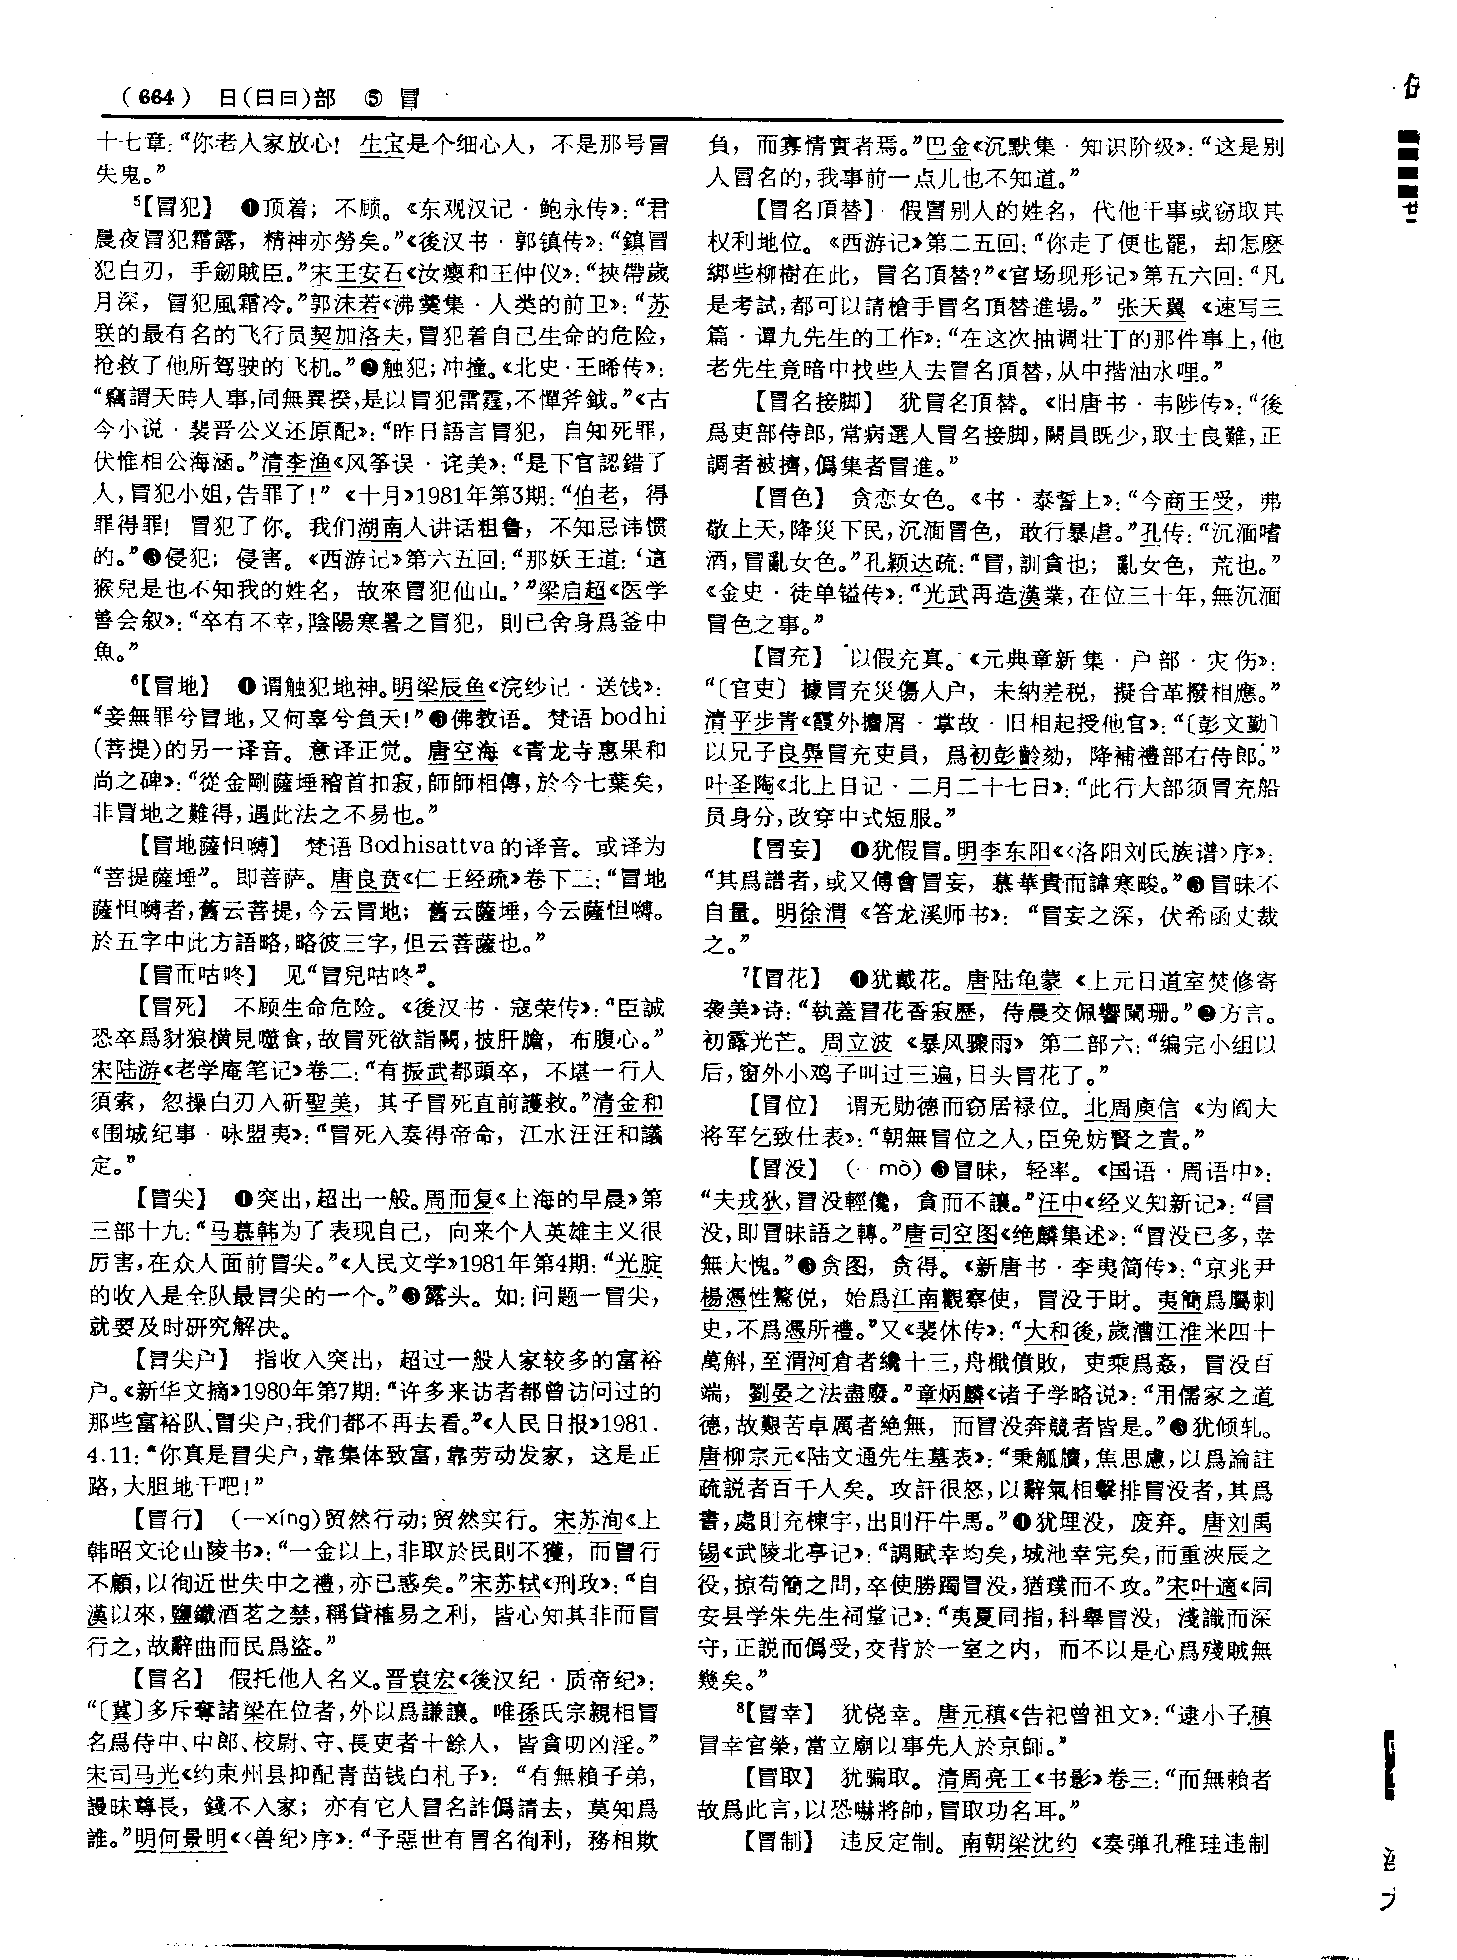 （664） 日(曰冃)部 ⑤ 冒
十七章：“你老人家放心！ 生宝是个细心人，不是那号冒
失鬼。”
5【冒犯】 ❶顶着；不顾。《东观汉记·鲍永传》：“君
晨夜冒犯霜露，精神亦勞矣。”《後汉书·郭镇传》：“鎮冒
犯白刃，手劒賊臣。”宋王安石《汝瘿和王仲仪》：“挾帶歲
月深，冒犯風霜冷。”郭沫若《沸羹集·人类的前卫》：“苏
联的最有名的飞行员契加洛夫，冒犯着自己生命的危险，
抢救了他所驾驶的飞机。”❷触犯；冲撞。《北史·王晞传》：
“竊謂天時人事，同無異揆，是以冒犯雷霆，不憚斧鉞。”《古
今小说·裴晋公义还原配》：“昨日語言冒犯，自知死罪，
伏惟相公海涵。”清李渔《风筝误·诧美》：“是下官認錯了
人，冒犯小姐，告罪了！”《十月》1981年第3期：“伯老，得
罪得罪！ 冒犯了你。我们湖南人讲话粗鲁，不知忌讳惯
的。”❸侵犯；侵害。《西游记》第六五回：“那妖王道：‘這
猴兒是也不知我的姓名，故來冒犯仙山。’”梁启超《医学
善会叙》：“卒有不幸，陰陽寒暑之冒犯，則已舍身爲釜中
魚。”
6【冒地】 ❶谓触犯地神。明梁辰鱼《浣纱记·送饯》：
“妾無罪兮冒地，又何辜兮負天！”❷佛教语。梵语 bodhi
(菩提)的另一译音。意译正觉。唐空海《青龙寺惠果和
尚之碑》：“從金剛薩埵稽首扣寂，師師相傳，於今七葉矣，
非冒地之難得，遇此法之不易也。”
【冒地薩怛嚩】 梵语Bodhisattva的译音。或译为
“菩提薩埵”。即菩萨。唐良贲《仁王经疏》卷下二：“冒地
薩怛嚩者，舊云菩提，今云冒地；舊云薩埵，今云薩怛嚩。
於五字中此方語略，略彼三字，但云菩薩也。”
【冒而咕咚】 见“冒兒咕咚”。
【冒死】 不顾生命危险。《後汉书·寇荣传》：“臣誠
恐卒爲豺狼横見噬食，故冒死欲詣闕，披肝膽，布腹心。”
宋陆游《老学庵笔记》卷二：“有振武都頭卒，不堪一行人
須索，忽操白刃入斫聖美，其子冒死直前護救。”清金和
《围城纪事·咏盟夷》：“冒死入奏得帝命，江水汪汪和議
定。”
【冒尖】 ❶突出，超出一般。周而复《上海的早晨》第
三部十九：“马慕韩为了表现自己，向来个人英雄主义很
厉害，在众人面前冒尖。”《人民文学》1981年第4期：“光腚
的收入是全队最冒尖的一个。”❷露头。如：问题一冒尖，
就要及时研究解决。
【冒尖户】 指收入突出，超过一般人家较多的富裕
户。《新华文摘》1980年第7期：“许多来访者都曾访问过的
那些富裕队、冒尖户，我们都不再去看。”《人民日报》1981．
4.11：“你真是冒尖户，靠集体致富，靠劳动发家，这是正
路，大胆地干吧！”
【冒行】 (—xíng)贸然行动；贸然实行。宋苏洵《上
韩昭文论山陵书》：“一金以上，非取於民則不獲，而冒行
不顧，以徇近世失中之禮，亦已惑矣。”宋苏轼《刑政》：“自
漢以來，鹽鐵酒茗之禁，稱貸榷易之利，皆心知其非而冒
行之，故辭曲而民爲盜。”
【冒名】 假托他人名义。晋袁宏《後汉纪·质帝纪》：
“〔冀〕多斥奪諸梁在位者，外以爲謙讓。唯孫氏宗親相冒
名爲侍中、中郎、校尉、守、長吏者十餘人，皆貪叨凶淫。”
宋司马光《约束州县抑配青苗钱白札子》：“有無賴子弟，
謾昧尊長，錢不入家；亦有它人冒名詐僞請去，莫知爲
誰。”明何景明《〈兽纪〉序》：“予惡世有冒名徇利，務相欺
負，而寡情實者焉。”巴金《沉默集·知识阶级》：“这是别
人冒名的，我事前一点儿也不知道。”
【冒名頂替】 假冒别人的姓名，代他干事或窃取其
权利地位。《西游记》第二五回：“你走了便也罷，却怎麽
綁些柳樹在此，冒名頂替？”《官场现形记》第五六回：“凡
是考試，都可以請槍手冒名頂替進場。”张天翼《速写三
篇·谭九先生的工作》：“在这次抽调壮丁的那件事上，他
老先生竟暗中找些人去冒名頂替，从中揩油水哩。”
【冒名接脚】 犹冒名頂替。《旧唐书·韦陟传》：“後
爲吏部侍郎，常病選人冒名接脚，闕員既少，取士良難，正
調者被擠，僞集者冒進。”
【冒色】 贪恋女色。《书·泰誓上》：“今商王受，弗
敬上天，降災下民，沉湎冒色，敢行暴虐。”孔传：“沉湎嗜
酒，冒亂女色。”孔颖达疏：“冒，訓貪也；亂女色，荒也。”
《金史·徒单镒传》：“光武再造漢業，在位三十年，無沉湎
冒色之事。”
【冒充】 以假充真。《元典章新集·户部·灾伤》：
“〔官吏〕據冒充災傷人户，未納差税，擬合革撥相應。”
清平步青《霞外攟屑·掌故·旧相起授他官》：“〔彭文勤〕
以兄子良騄冒充吏員，爲初彭齡劾，降補禮部右侍郎。”
叶圣陶《北上日记·二月二十七日》：“此行大部须冒充船
员身分，改穿中式短服。”
【冒妄】 ❶犹假冒。明李东阳《〈洛阳刘氏族谱〉序》：
“其爲譜者，或又傅會冒妄，慕華貴而諱寒畯。”❷冒昧不
自量。明徐渭《答龙溪师书》：“冒妄之深，伏希函丈裁
之。”
7【冒花】 ❶犹戴花。唐陆龟蒙《上元日道室焚修寄
袭美》诗：“執蓋冒花香寂歷，侍晨交佩響闌珊。”❷方言。
初露光芒。周立波《暴风骤雨》第二部六：“编完小组以
后，窗外小鸡子叫过三遍，日头冒花了。”
【冒位】 谓无勋德而窃居禄位。北周庾信《为阎大
将军乞致仕表》：“朝無冒位之人，臣免妨賢之責。”
【冒没】 (—mò)❶冒昧，轻率。《国语·周语中》：
“夫戎狄，冒没輕儳，貪而不讓。”汪中《经义知新记》：“冒
没，即冒昧語之轉。”唐司空图《绝麟集述》：“冒没已多，幸
無大愧。”❷贪图，贪得。《新唐书·李夷简传》：“京兆尹
楊憑性驁侻，始爲江南觀察使，冒没于財。夷簡爲屬刺
史，不爲憑所禮。”又《裴休传》：“大和後，歲漕江淮米四十
萬斛，至渭河倉者纔十三，舟檝僨敗，吏乘爲姦，冒没百
端，劉晏之法盡廢。”章炳麟《诸子学略说》：“用儒家之道
德，故艱苦卓厲者絶無，而冒没奔競者皆是。”❸犹倾轧。
唐柳宗元《陆文通先生墓表》：“秉觚牘，焦思慮，以爲論註
疏説者百千人矣。攻訐很怒，以辭氣相擊排冒没者，其爲
書，處則充棟宇，出則汗牛馬。”❹犹埋没，废弃。唐刘禹
锡《武陵北亭记》：“調賦幸均矣，城池幸完矣，而重浹辰之
役，掠苟簡之問，卒使勝躅冒没，猶璞而不攻。”宋叶適《同
安县学朱先生祠堂记》：“夷夏同指，科舉冒没，淺識而深
守，正説而僞受，交背於一室之内，而不以是心爲殘賊無
幾矣。”
8【冒幸】 犹侥幸。唐元稹《告祀曾祖文》：“逮小子稹
冒幸官榮，當立廟以事先人於京師。”
【冒取】 犹骗取。清周亮工《书影》卷三：“而無賴者
故爲此言，以恐嚇將帥，冒取功名耳。”
【冒制】 违反定制。南朝梁沈约《奏弹孔稚珪违制